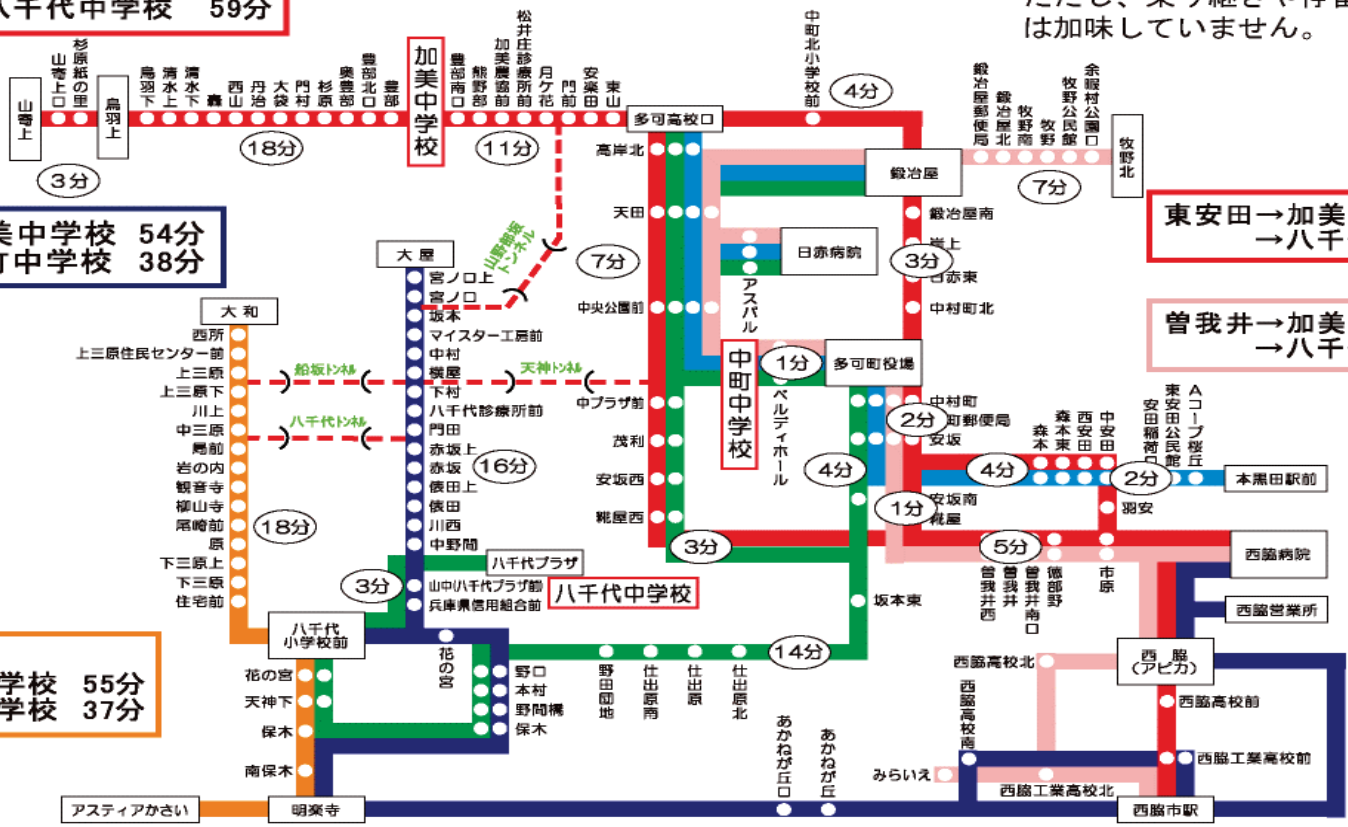 八千代中学校 59分
は加味していません。
山寄上
山寄上口
杉原紙の里
鳥羽上
鳥羽下
清水上
清水下
轟
西山
丹治
大袋
門村
杉原
奥豊部
豊部北口
豊部
加美中学校
豊部南口
熊野部
加美農協前
松井庄診療所前
月ケ花
門前
安楽田
東山
多可高校口
中町北小学校前
4分
3分
18分
11分
鍛冶屋
鍛冶屋郵便局
鍛冶屋北
牧野南
牧野
牧野公民館
余暇村公園口
牧野北
7分
高岸北
天田
中央公園前
中プラザ前
茂利
安坂西
糀屋西
7分
日赤病院
アスパル
鍛冶屋南
岩上
3分
日赤東
中村町北
東安田→加美
→八千
曽我井→加美
→八千
美中学校 54分
町中学校 38分
大屋
宮ノ口上
宮ノ口
坂本
マイスター工房前
中村
横屋
下村
八千代診療所前
門田
赤坂上
赤坂
俵田上
俵田
川西
中野間
山中(八千代プラザ前)
兵庫県信用組合前
16分
山野部坂
トンネル
船坂トンネル
天神トンネル
八千代トンネル
大和
西所
上三原住民センター前
上三原
上三原下
川上
中三原
局前
岩の内
観音寺
柳山寺
尾崎前
原
下三原上
下三原
住宅前
18分
中町中学校
1分
ベルディホール
多可町役場
中村町
町郵便局
2分
安坂
4分
安坂南
糀屋
1分
4分
森本
森本東
西安田
中安田
安田稲荷口
東安田公民館
Aコープ桜丘
2分
本黒田駅前
羽安
3分
5分
曽我井西
曽我井
曽我井南口
徳部野
市原
西脇病院
西脇営業所
八千代プラザ
八千代中学校
3分
八千代
小学校前
坂本東
14分
花の宮
天神下
保木
南保木
花の宮
野口
本村
野間橋
保木
野田団地
仕出原南
仕出原
仕出原北
学校 55分
学校 37分
アスティアかさい
明楽寺
あかねが丘口
あかねが丘
西脇高校北
西脇高校南
みらいえ
西脇工業高校北
西脇
(アピカ)
西脇高校前
西脇工業高校前
西脇市駅